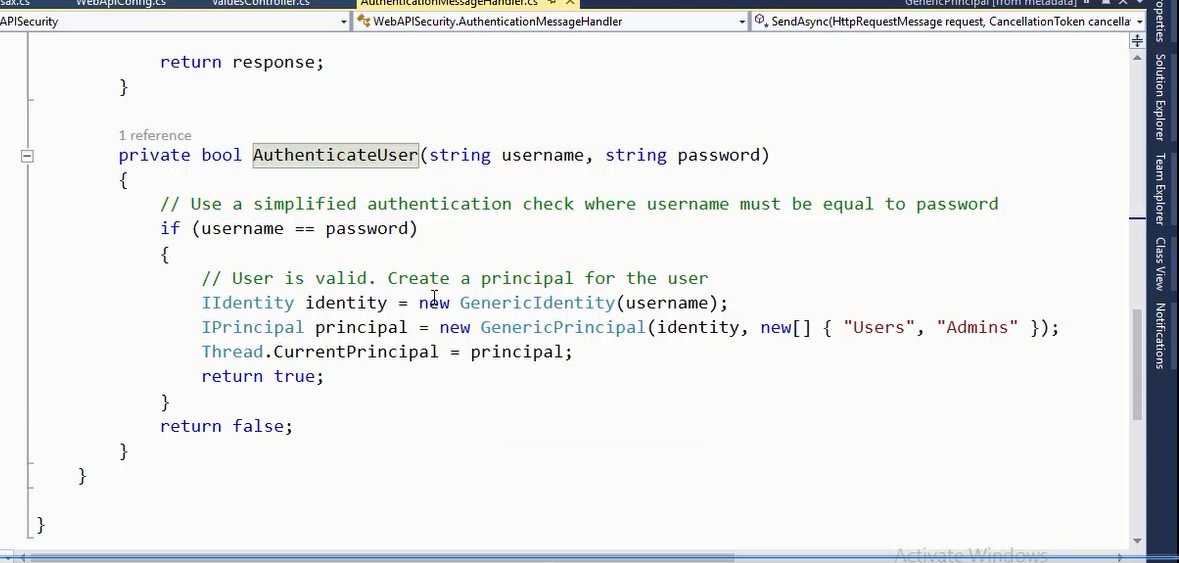 sax.cs WebApiConfig.cs ValuesController.cs AuthenticationMessageHandler.cs GenericPrincipal [from metadata]
APISecurity WebAPISecurity.AuthenticationMessageHandler SendAsync(HttpRequestMessage request, CancellationToken cancella
return response;
}
1 reference
private bool AuthenticateUser(string username, string password)
{
// Use a simplified authentication check where username must be equal to password
if (username == password)
{
// User is valid. Create a principal for the user
IIdentity identity = new GenericIdentity(username);
IPrincipal principal = new GenericPrincipal(identity, new[] { "Users", "Admins" });
Thread.CurrentPrincipal = principal;
return true;
}
return false;
}
}
}
Activate Windows
operties
Solution Explorer
Team Explorer
Class View
Notifications